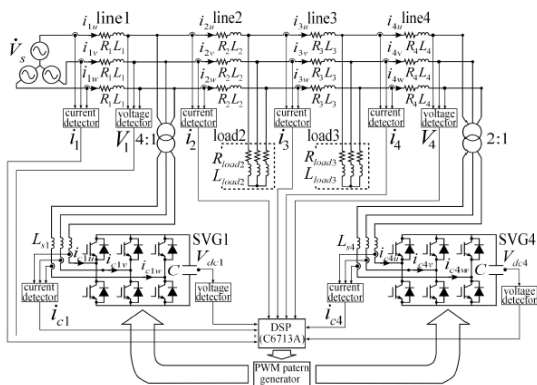 line1 line2 line3 line4
i1u i2u i3u i4u
i1v i2v i3v i4v
i1w i2w i3w i4w
V̇s
R1 L1 R2 L2 R3 L3 R4 L4
R1 L1 R2 L2 R3 L3 R4 L4
R1 L1 R2 L2 R3 L3 R4 L4
current detector
voltage detector
current detector
current detector
current detector
voltage detector
i1 V1 4:1 i2 i3 i4 V4 2:1
load2 load3
Rload2 Rload3
Lload2 Lload3
Ls1 SVG1 Ls4 SVG4
ic1u ic1v ic1w C Vdc1
ic4u ic4v ic4w C Vdc4
current detector
voltage detector
current detector
voltage detector
ic1 ic4
DSP
(C6713A)
PWM patern
generator